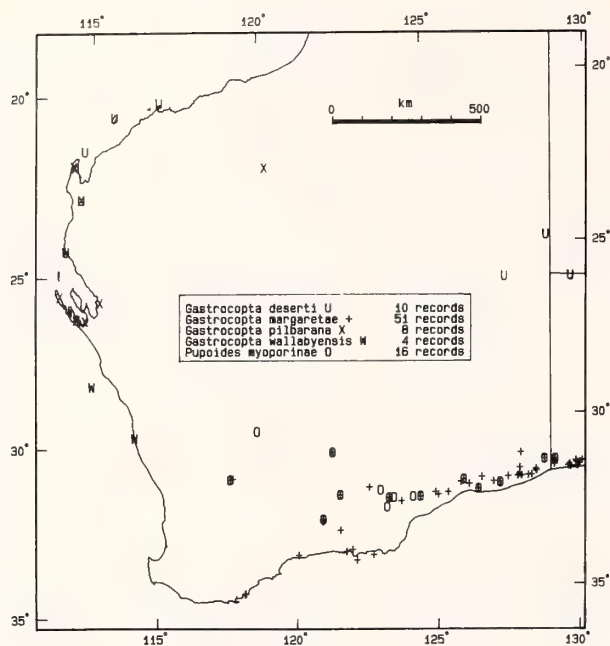 115° 120° 125° 130°
km
0 500
20° 20°
25° 25°
30° 30°
35° 35°
Gastrocopta deserti U 10 records
Gastrocopta margaretae + 51 records
Gastrocopta pilbarana X 8 records
Gastrocopta wallabyensis W 4 records
Pupoides myoporinae O 16 records
115° 120° 125° 130°